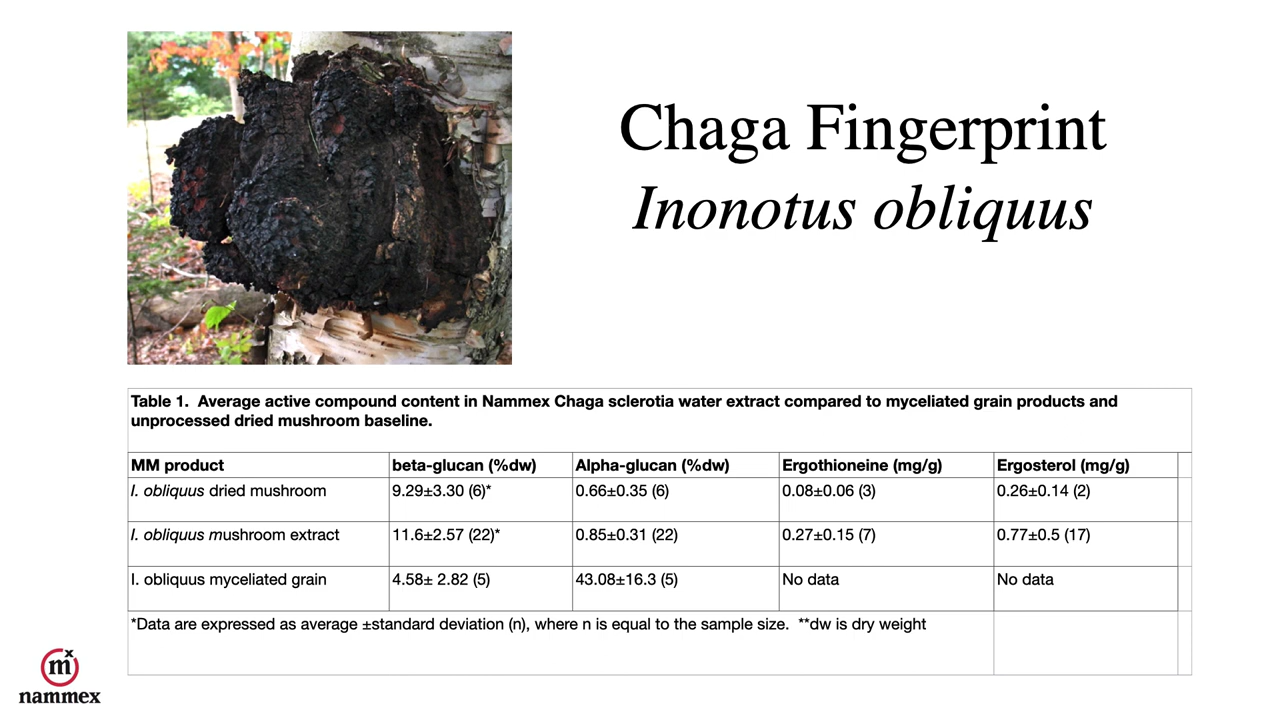 Chaga Fingerprint
Inonotus obliquus
Table 1.  Average active compound content in Nammex Chaga sclerotia water extract compared to myceliated grain products and
unprocessed dried mushroom baseline.
MM product beta-glucan (%dw) Alpha-glucan (%dw) Ergothioneine (mg/g) Ergosterol (mg/g)
I. obliquus dried mushroom 9.29±3.30 (6)* 0.66±0.35 (6) 0.08±0.06 (3) 0.26±0.14 (2)
I. obliquus mushroom extract 11.6±2.57 (22)* 0.85±0.31 (22) 0.27±0.15 (7) 0.77±0.5 (17)
I. obliquus myceliated grain 4.58± 2.82 (5) 43.08±16.3 (5) No data No data
*Data are expressed as average ±standard deviation (n), where n is equal to the sample size.  **dw is dry weight
mx
nammex